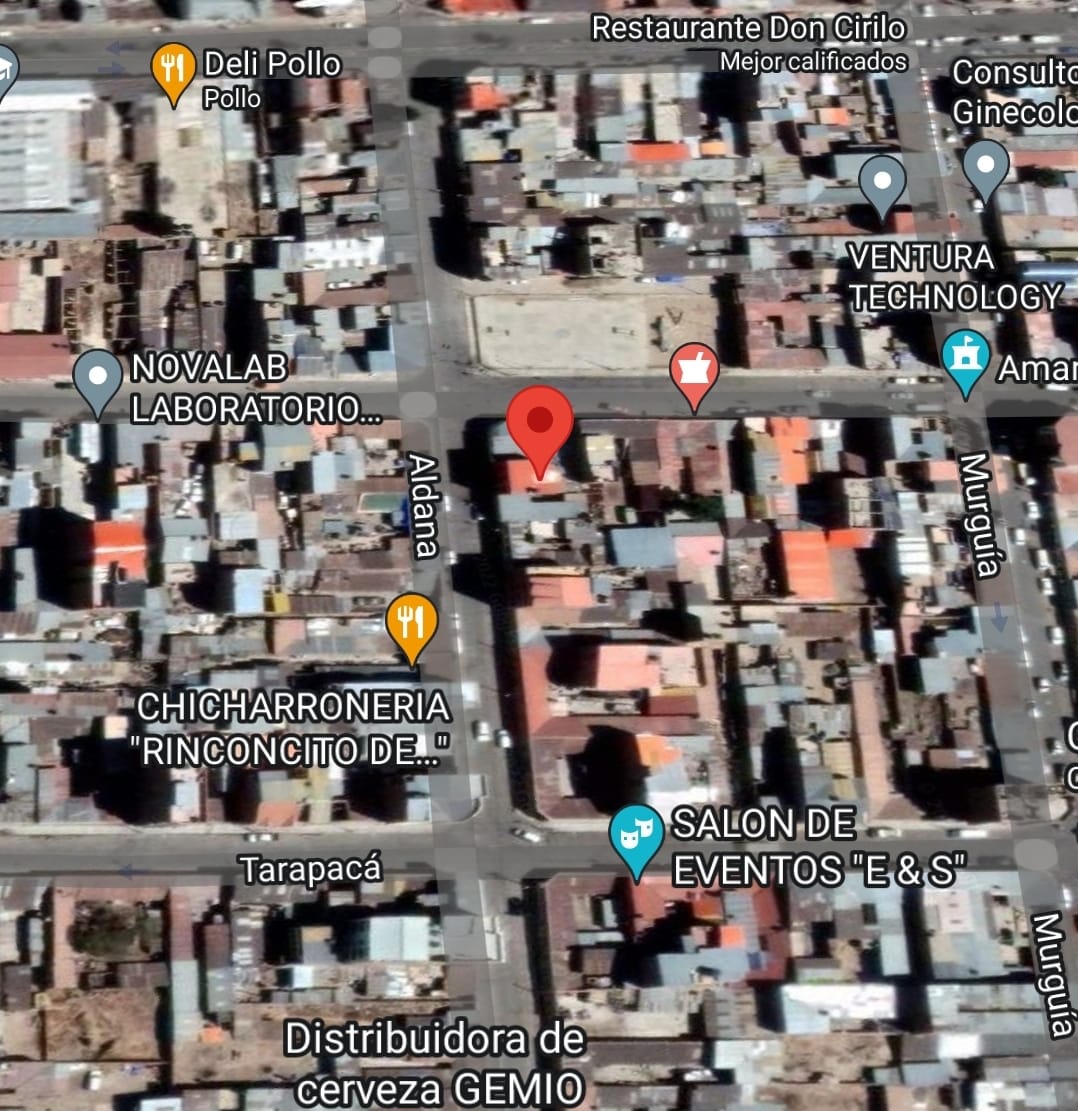 Restaurante Don Cirilo
Mejor calificados
Deli Pollo
Pollo
Consulto
Ginecolo
VENTURA
TECHNOLOGY
NOVALAB
LABORATORIO...
Amar
Aldana
Murguía
CHICHARRONERIA
"RINCONCITO DE..."
SALON DE
EVENTOS "E & S"
Tarapacá
Murguía
Distribuidora de
cerveza GEMIO